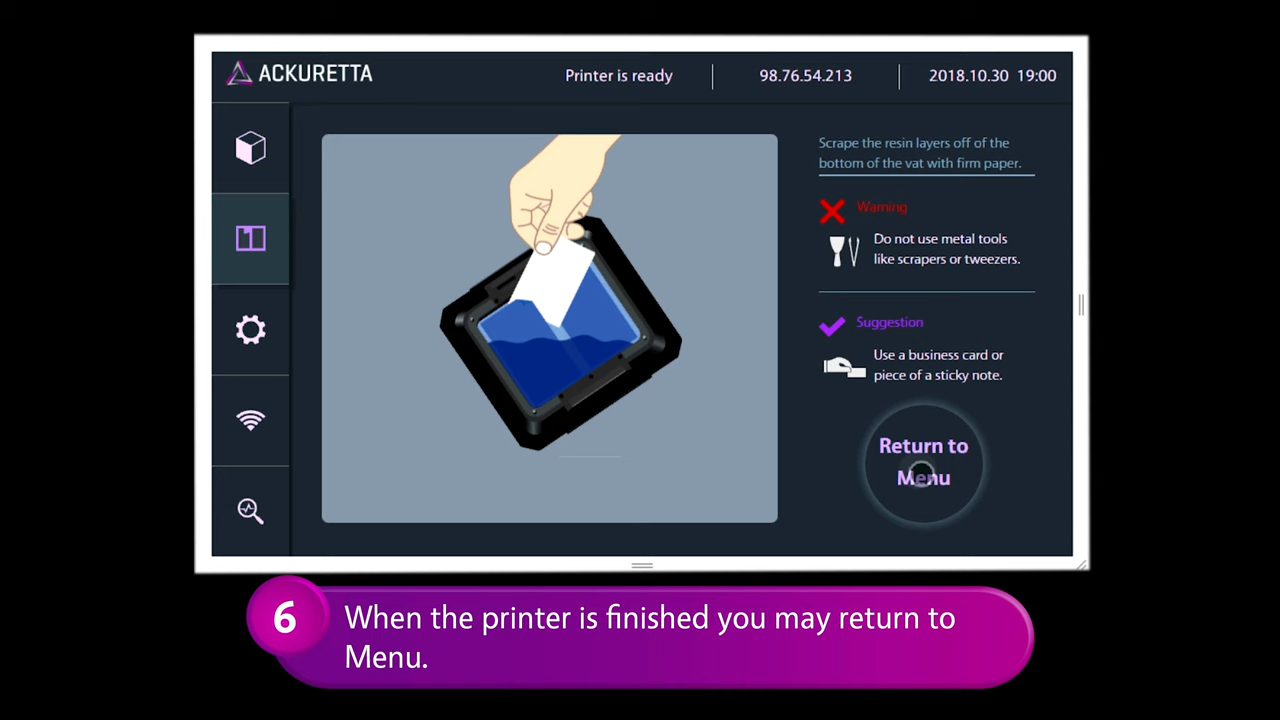 ACKURETTA
Printer is ready
98.76.54.213
2018.10.30 19:00
Scrape the resin layers off of the
bottom of the vat with firm paper.
Warning
Do not use metal tools
like scrapers or tweezers.
Suggestion
Use a business card or
piece of a sticky note.
Return to
Menu
6
When the printer is finished you may return to
Menu.